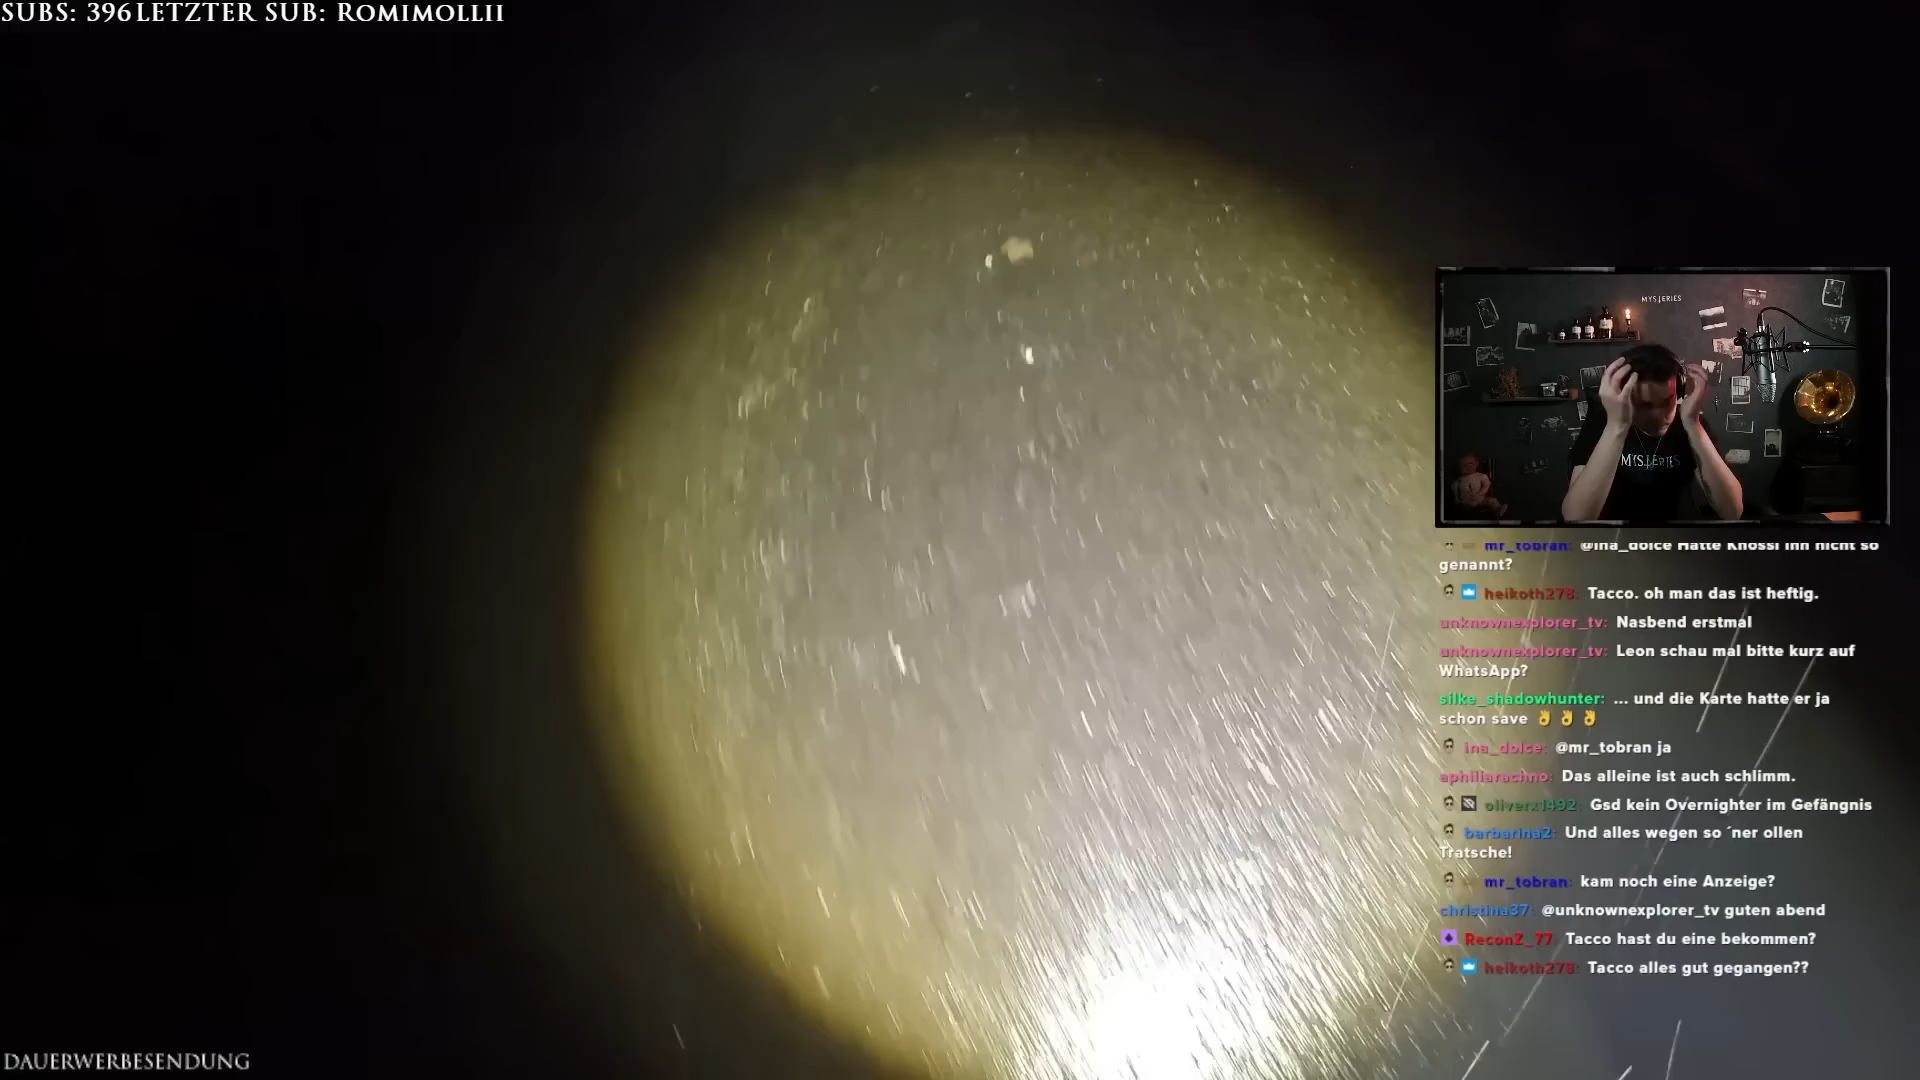 SUBS: 396 LETZTER SUB: ROMIMOLLII
MYSTERIES
MYSTERIES
mr_tobran: @ina_dolce Hatte Knossi ihn nicht so
genannt?
heikoth278: Tacco. oh man das ist heftig.
unknownexplorer_tv: Nasbend erstmal
unknownexplorer_tv: Leon schau mal bitte kurz auf
WhatsApp?
silke_shadowhunter: ... und die Karte hatte er ja
schon save 👌 👌 👌
ina_dolce: @mr_tobran ja
aphiliarachno: Das alleine ist auch schlimm.
oliverx1492: Gsd kein Overnighter im Gefängnis
barbarina2: Und alles wegen so ´ner ollen
Tratsche!
mr_tobran: kam noch eine Anzeige?
christina37: @unknownexplorer_tv guten abend
ReconZ_77: Tacco hast du eine bekommen?
heikoth278: Tacco alles gut gegangen??
DAUERWERBESENDUNG